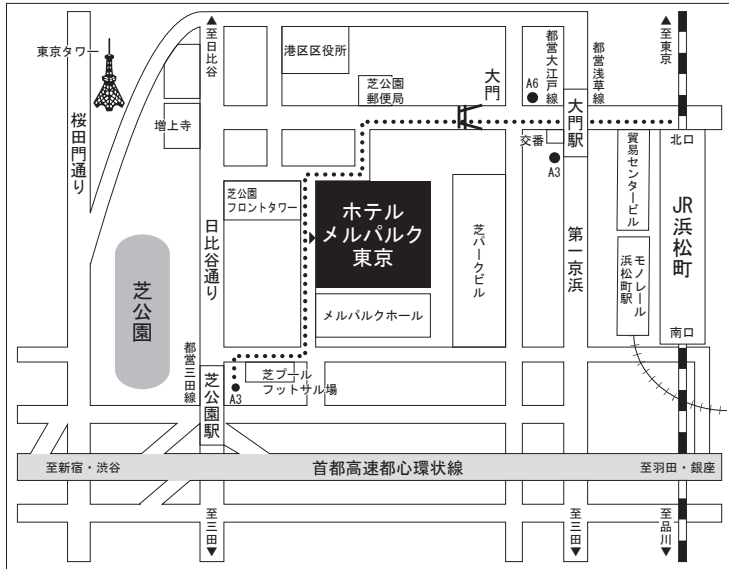 東京タワー
▲至日比谷
港区区役所
都営大江戸線
都営浅草線
▲至東京
芝公園
郵便局
大門
A6
大門駅
増上寺
桜田門通り
交番
A3
貿易センタービル
北口
芝公園
フロントタワー
ホテル
メルパルク
東京
芝パークビル
日比谷通り
第一京浜
JR浜松町
モノレール
浜松町駅
芝公園
メルパルクホール
南口
都営三田線
芝公園駅
A3
芝プール
フットサル場
至新宿・渋谷
首都高速都心環状線
至羽田・銀座
至三田▼
至三田▼
至品川▼